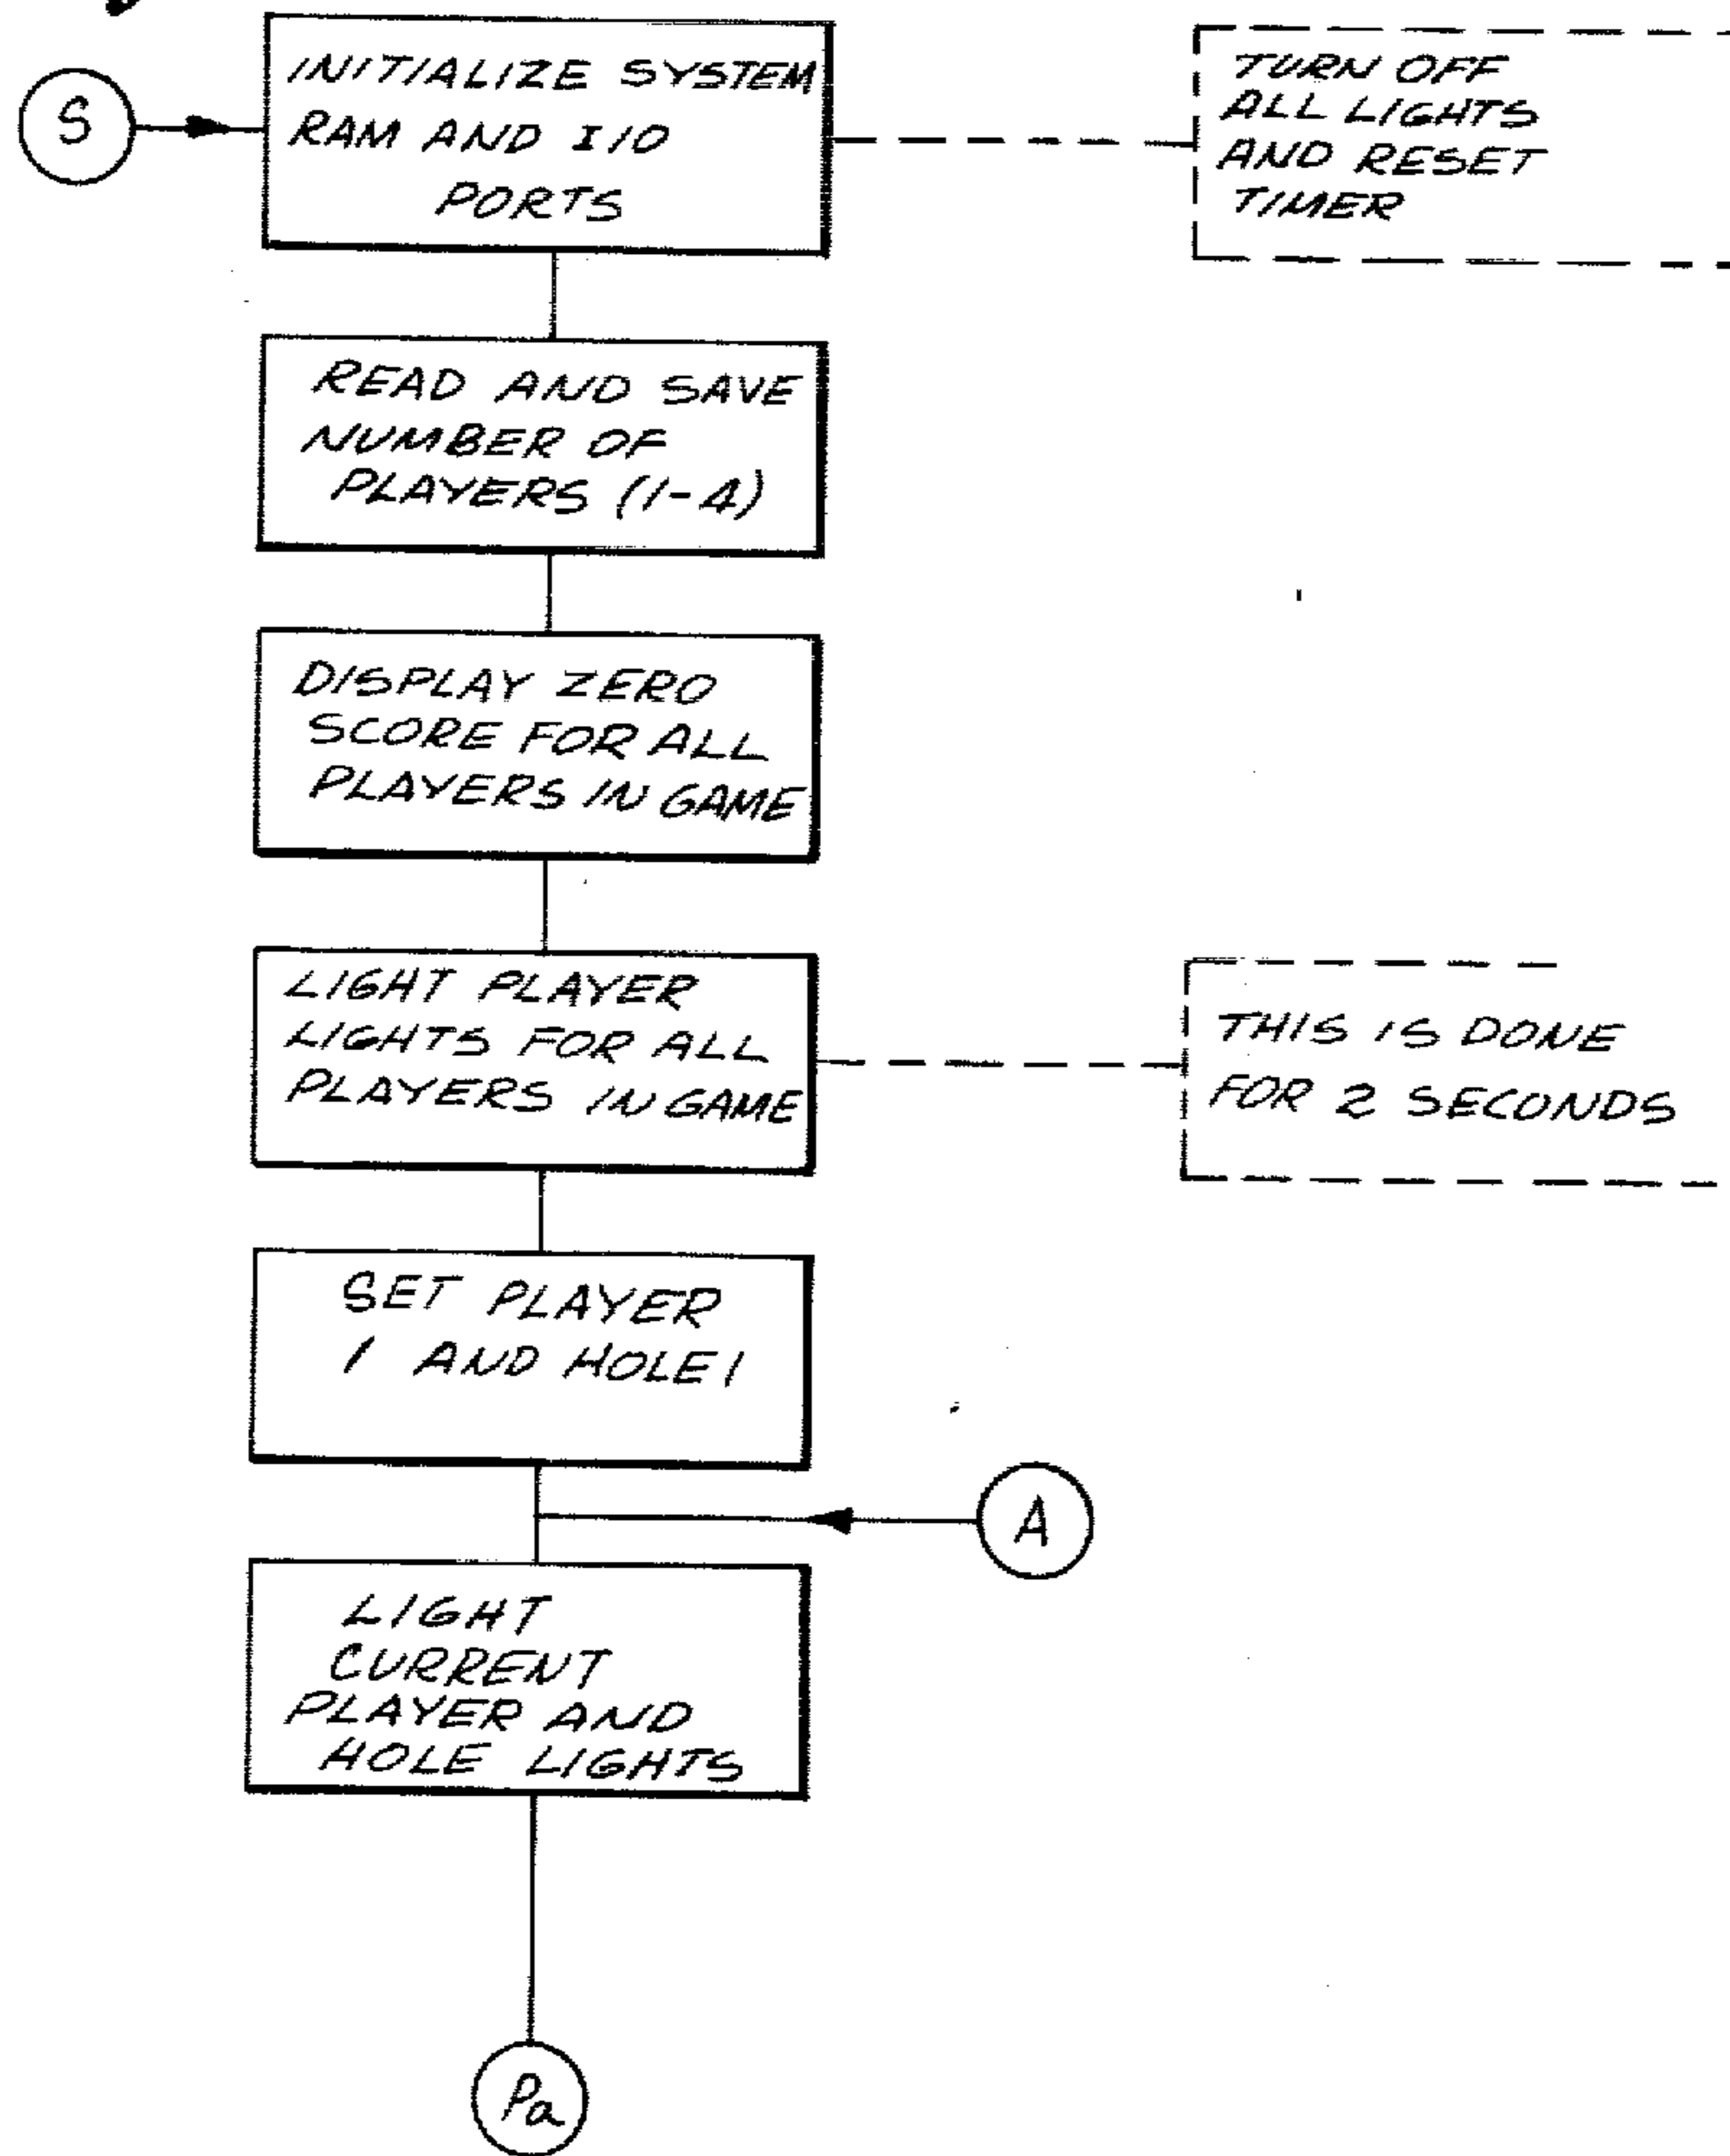 S
INITIALIZE SYSTEM
RAM AND I/O
PORTS
TURN OFF
ALL LIGHTS
AND RESET
TIMER
READ AND SAVE
NUMBER OF
PLAYERS (1-4)
DISPLAY ZERO
SCORE FOR ALL
PLAYERS IN GAME
LIGHT PLAYER
LIGHTS FOR ALL
PLAYERS IN GAME
THIS IS DONE
FOR 2 SECONDS
SET PLAYER
1 AND HOLE 1
A
LIGHT
CURRENT
PLAYER AND
HOLE LIGHTS
Pa